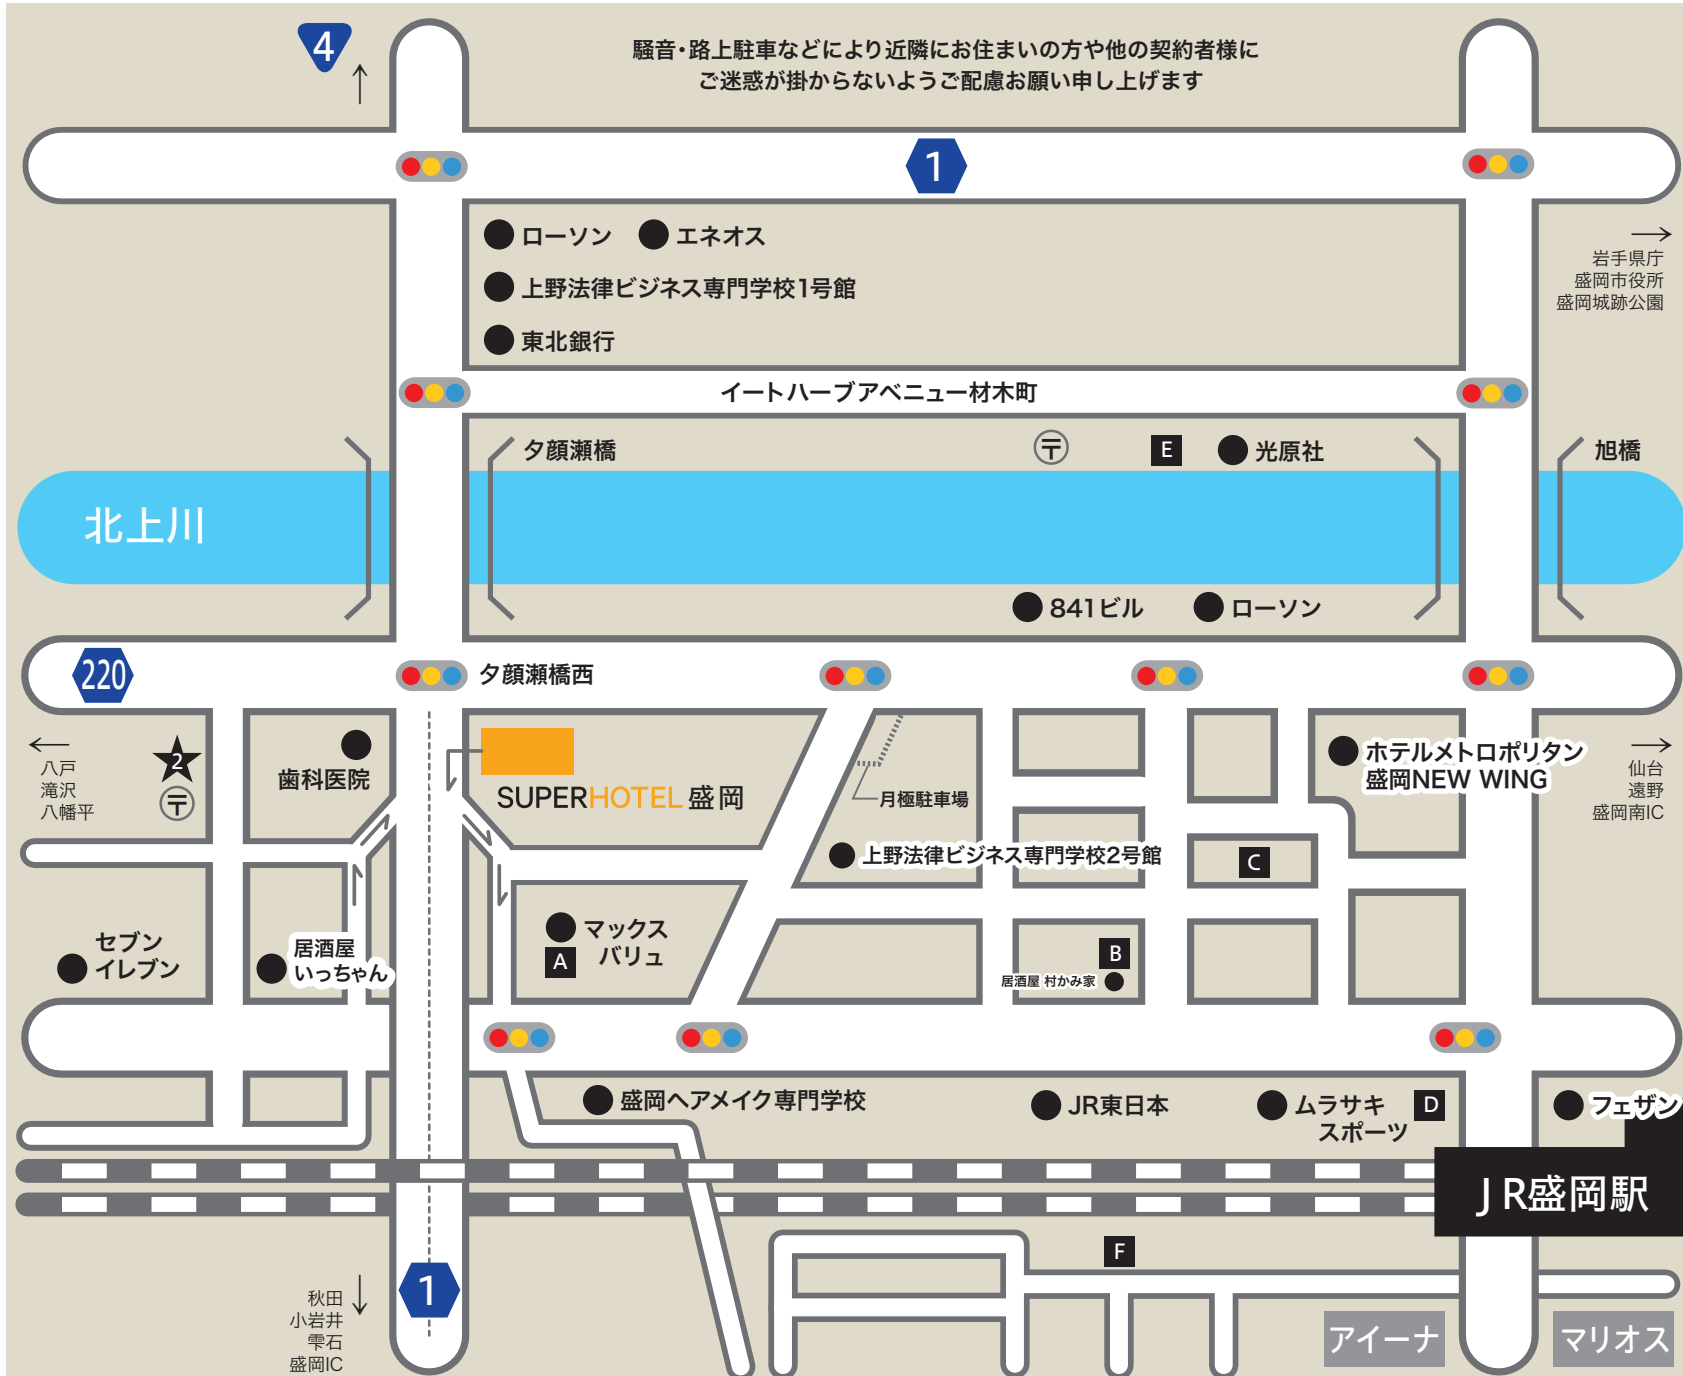 4
騒音・路上駐車などにより近隣にお住まいの方や他の契約者様に
ご迷惑が掛からないようご配慮お願い申し上げます
1
ローソン
エネオス
上野法律ビジネス専門学校1号館
東北銀行
岩手県庁
盛岡市役所
盛岡城跡公園
イートハーブアベニュー材木町
夕顔瀬橋
〒
E
光原社
旭橋
北上川
841ビル
ローソン
220
夕顔瀬橋西
八戸
滝沢
八幡平
2
〒
歯科医院
SUPERHOTEL 盛岡
月極駐車場
ホテルメトロポリタン
盛岡NEW WING
仙台
遠野
盛岡南IC
上野法律ビジネス専門学校2号館
C
セブン
イレブン
居酒屋
いっちゃん
マックス
バリュ
A
B
居酒屋 村かみ家
盛岡ヘアメイク専門学校
JR東日本
ムラサキ
スポーツ
D
フェザン
JR盛岡駅
F
1
秋田
小岩井
雫石
盛岡IC
アイーナ
マリオス